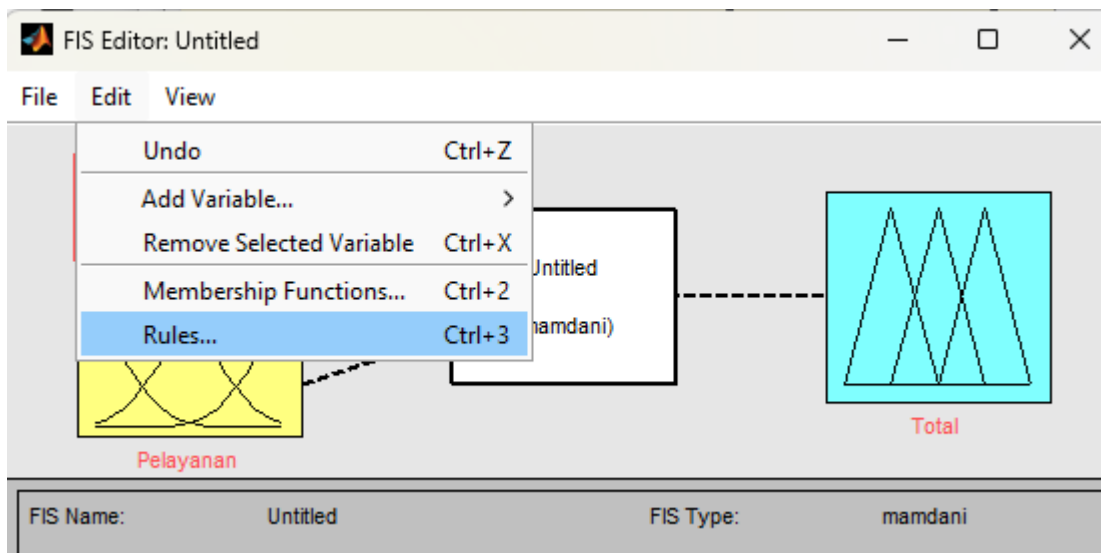 FIS Editor: Untitled
File Edit View
Undo Ctrl+Z
Add Variable...
Remove Selected Variable Ctrl+X
Membership Functions... Ctrl+2
Rules... Ctrl+3
Untitled
mamdani)
Total
Pelayanan
FIS Name: Untitled FIS Type: mamdani